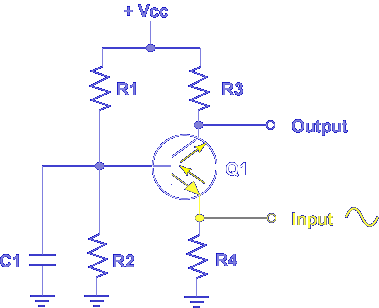 + Vcc
R1
R3
Output
Q1
Input
C1
R2
R4